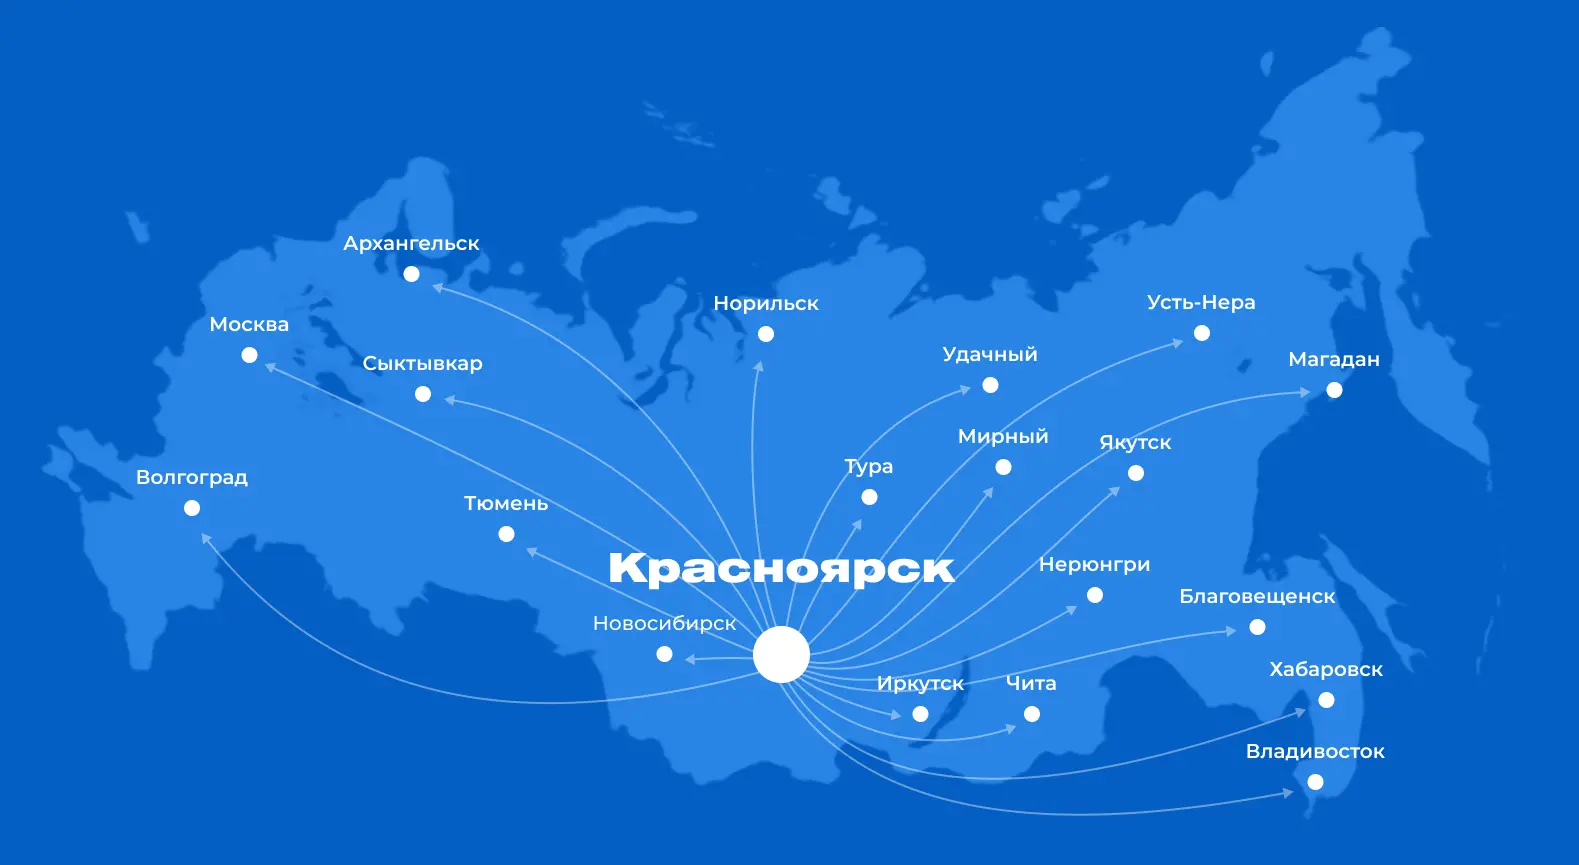 Архангельск
Норильск
Усть-Нера
Москва
Удачный
Магадан
Сыктывкар
Мирный
Якутск
Тура
Волгоград
Тюмень
Красноярск
Нерюнгри
Благовещенск
Новосибирск
Хабаровск
Иркутск
Чита
Владивосток